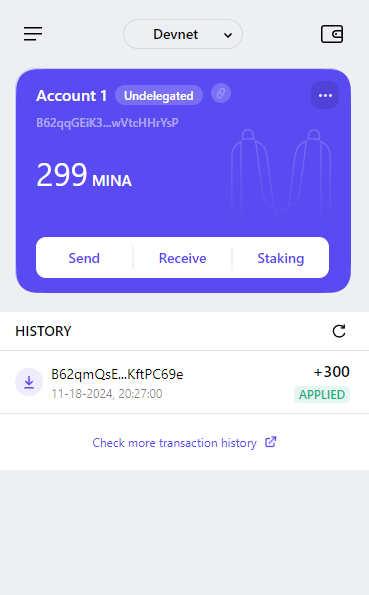 Devnet
Account 1 Undelegated
B62qqGEiK3...wVtcHHrYsP
299 MINA
Send Receive Staking
HISTORY
B62qmQsE...KftPC69e +300
11-18-2024, 20:27:00 APPLIED
Check more transaction history